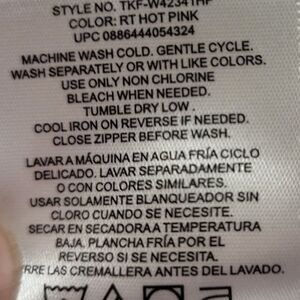 STYLE NO. TKF-W42341HP
COLOR: RT HOT PINK
UPC 0886444054324
MACHINE WASH COLD. GENTLE CYCLE.
WASH SEPARATELY OR WITH LIKE COLORS.
USE ONLY NON CHLORINE
BLEACH WHEN NEEDED.
TUMBLE DRY LOW .
COOL IRON ON REVERSE IF NEEDED.
CLOSE ZIPPER BEFORE WASH.
LAVAR A MÁQUINA EN AGUA FRÍA CICLO
DELICADO. LAVAR SEPARADAMENTE
O CON COLORES SIMILARES.
USAR SOLAMENTE BLANQUEADOR SIN
CLORO CUANDO SE NECESITE.
SECAR EN SECADORA A TEMPERATURA
BAJA. PLANCHA FRÍA POR EL
REVERSO SI SE NECESITA.
ERRE LAS CREMALLERA ANTES DEL LAVADO.